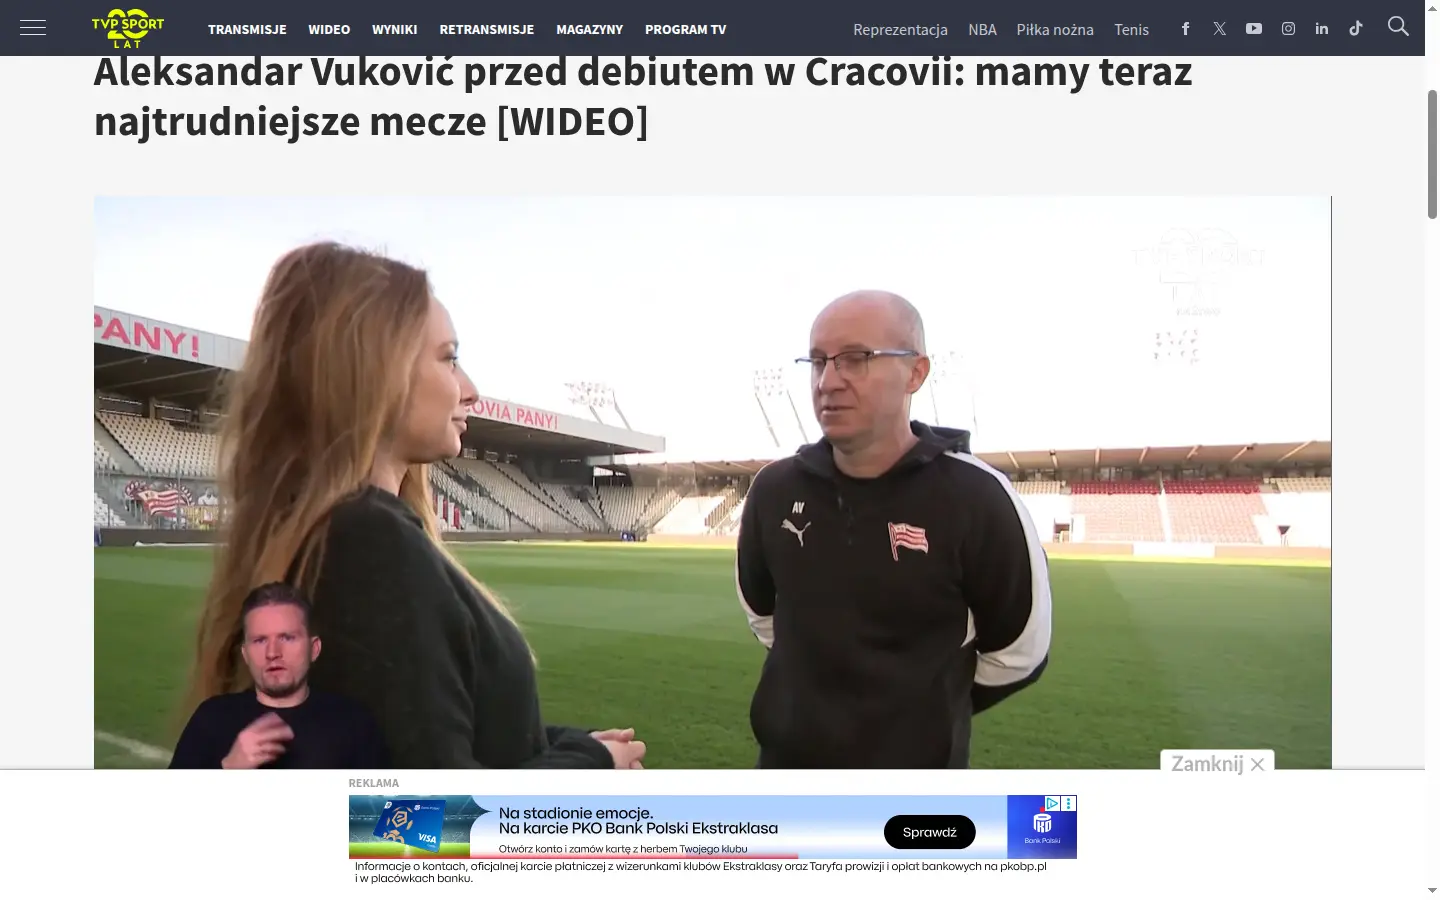 TVP SPORT
20
LAT
TRANSMISJE WIDEO WYNIKI RETRANSMISJE MAGAZYNY PROGRAM TV
Reprezentacja NBA Piłka nożna Tenis
Aleksandar Vuković przed debiutem w Cracovii: mamy teraz
najtrudniejsze mecze [WIDEO]
PANY!
COVIA PANY!
AV
Zamknij
REKLAMA
Na stadionie emocje.
Na karcie PKO Bank Polski Ekstraklasa
Otwórz konto i zamów kartę z herbem Twojego klubu
Sprawdź
VISA
Bank Polski
Informacje o kontach, oficjalnej karcie płatniczej z wizerunkami klubów Ekstraklasy oraz Taryfa prowizji i opłat bankowych na pkobp.pl
i w placówkach banku.